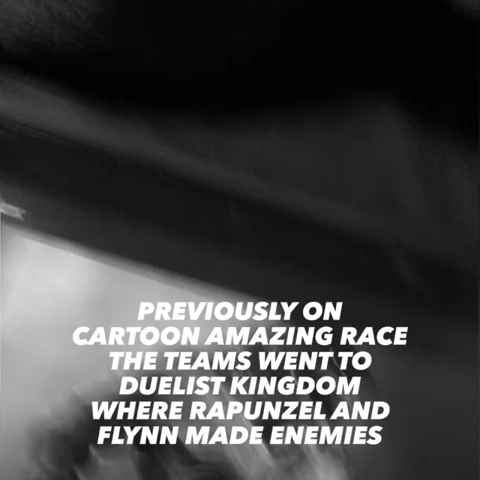 PREVIOUSLY ON
CARTOON AMAZING RACE
THE TEAMS WENT TO
DUELIST KINGDOM
WHERE RAPUNZEL AND
FLYNN MADE ENEMIES